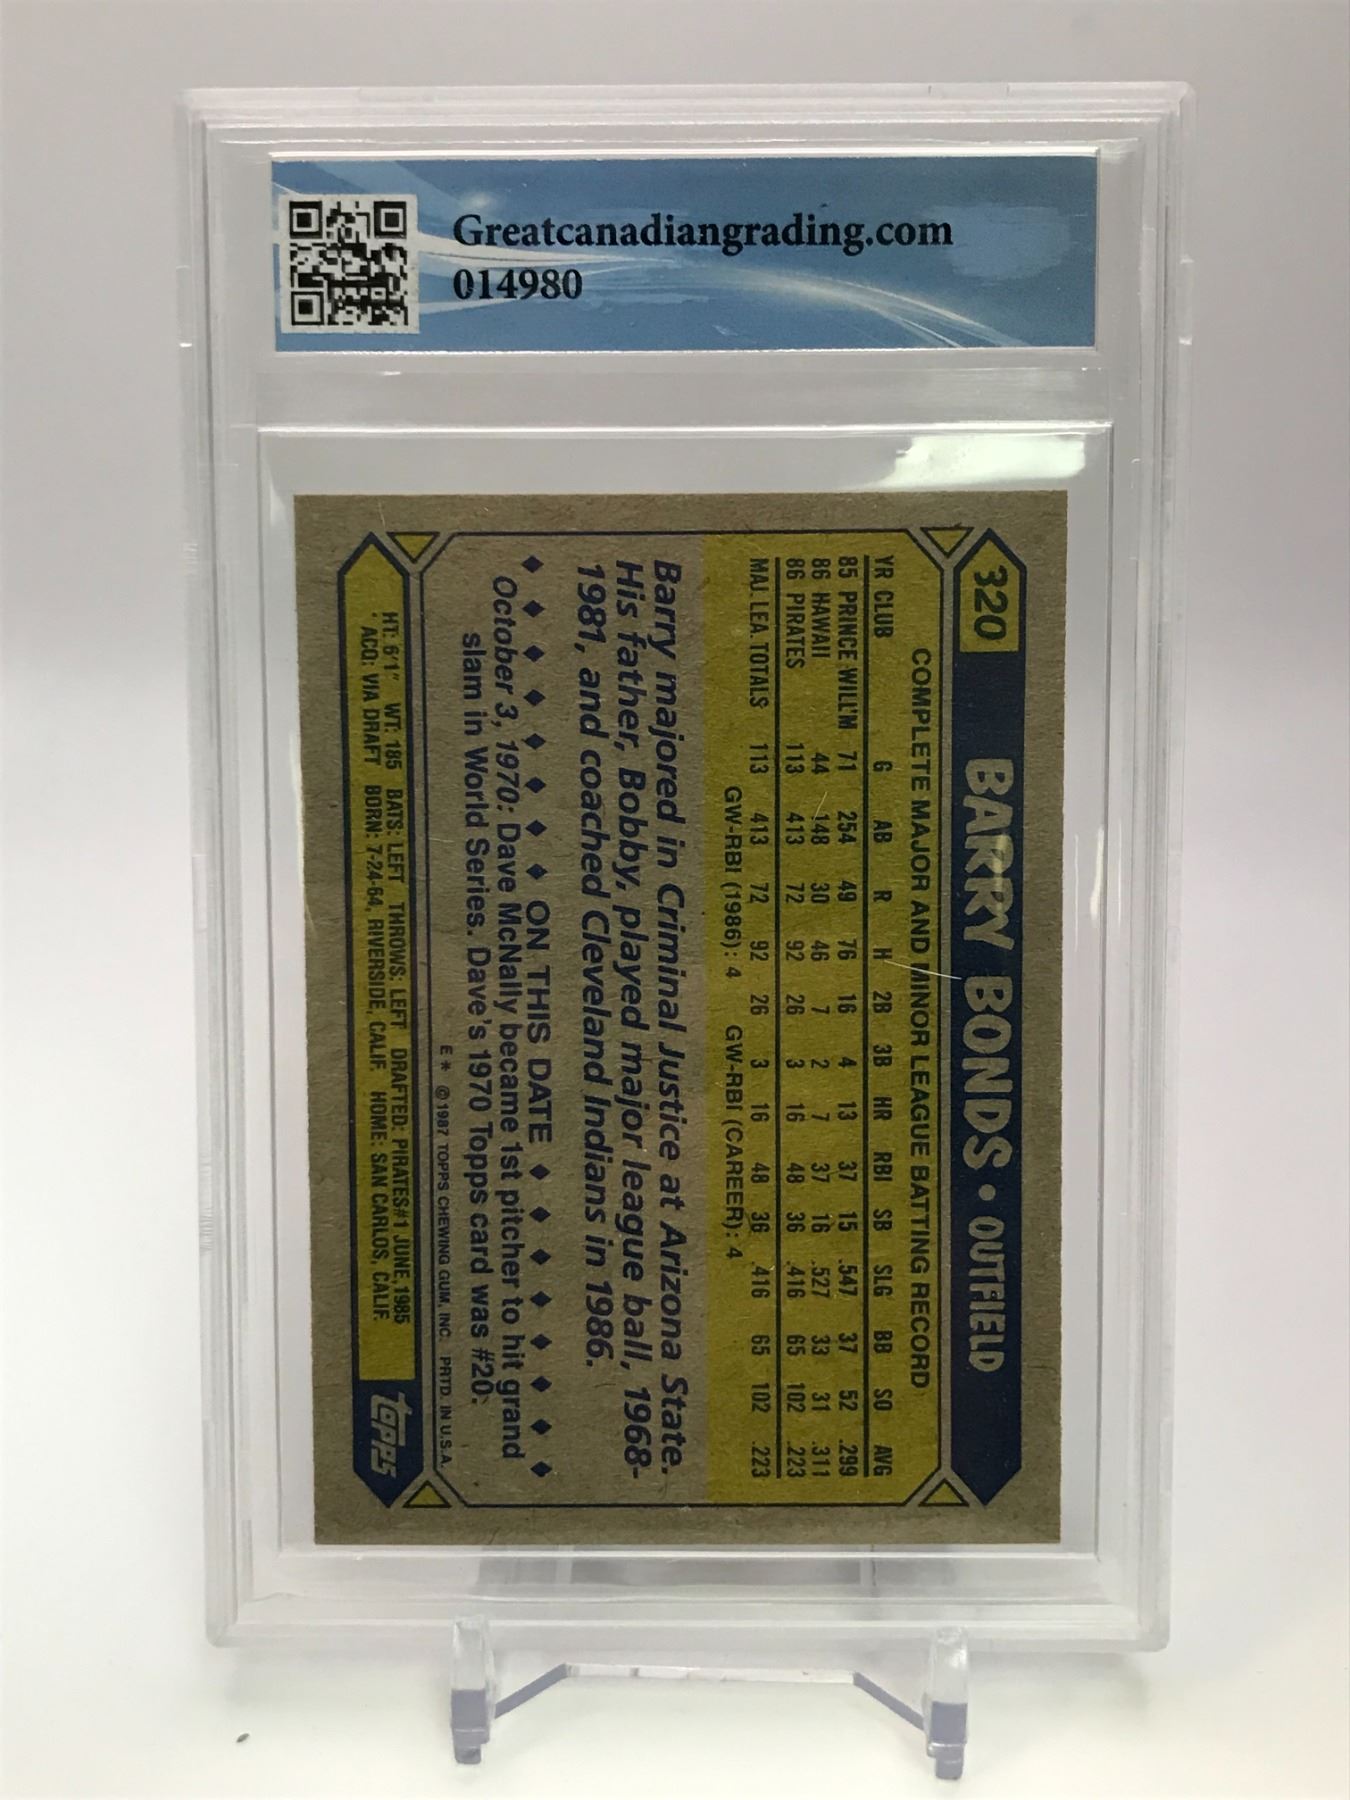 Greatcanadiangrading.com
014980
320 BARRY BONDS • OUTFIELD
COMPLETE MAJOR AND MINOR LEAGUE BATTING RECORD
YR CLUB G AB R H 2B 3B HR RBI SB SLG BB SO AVG
85 PRINCE WILL'M 71 254 49 76 16 4 13 37 15 .547 37 52 .299
86 HAWAII 44 148 30 46 7 2 7 37 16 .527 33 31 .311
86 PIRATES 113 413 72 92 26 3 16 48 36 .416 65 102 .223
MAJ. LEA. TOTALS 113 413 72 92 26 3 16 48 36 .416 65 102 .223
GW-RBI (1986): 4 GW-RBI (CAREER): 4
Barry majored in Criminal Justice at Arizona State.
His father, Bobby, played major league ball, 1968-
1981, and coached Cleveland Indians in 1986.
ON THIS DATE
October 3, 1970: Dave McNally became 1st pitcher to hit grand
slam in World Series. Dave's 1970 Topps card was #20.
E * © 1987 TOPPS CHEWING GUM, INC. PRTD. IN U.S.A.
HT: 6'1" WT: 185 BATS: LEFT THROWS: LEFT DRAFTED: PIRATES#1 JUNE, 1985
ACQ: VIA DRAFT BORN: 7-24-64, RIVERSIDE, CALIF. HOME: SAN CARLOS, CALIF.
topps